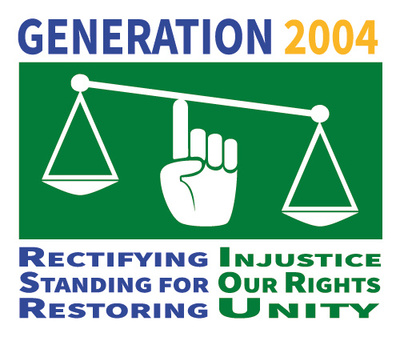 GENERATION 2004
RECTIFYING INJUSTICE
STANDING FOR OUR RIGHTS
RESTORING UNITY